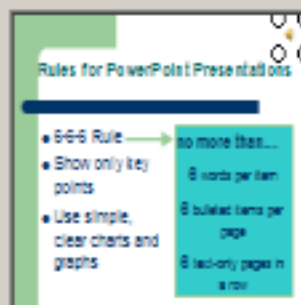 Rules for PowerPoint Presentations
• 6-6-6 Rule
• Show only key
points
• Use simple,
clear charts and
graphs
no more than....
6 words per item
6 bulleted items per
page
6 text-only pages in
a row